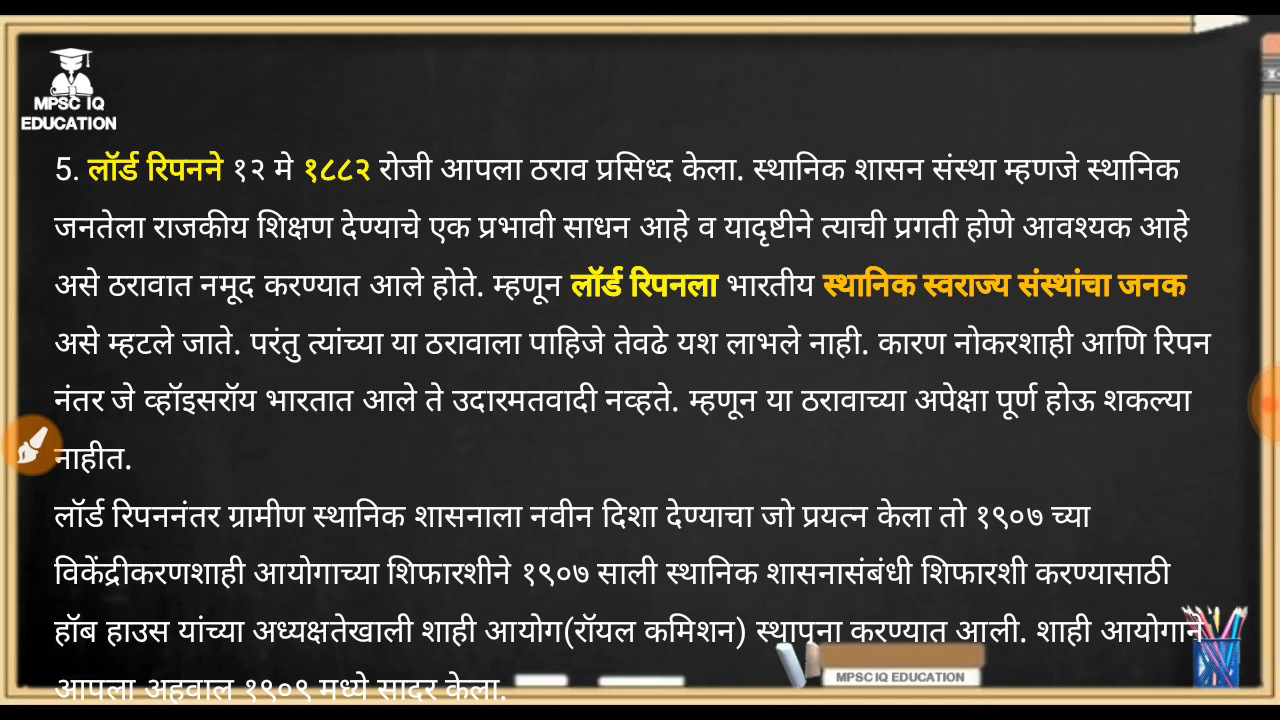 MPSC IQ
EDUCATION
5. लॉर्ड रिपनने १२ मे १८८२ रोजी आपला ठराव प्रसिध्द केला. स्थानिक शासन संस्था म्हणजे स्थानिक
जनतेला राजकीय शिक्षण देण्याचे एक प्रभावी साधन आहे व यादृष्टीने त्याची प्रगती होणे आवश्यक आहे
असे ठरावात नमूद करण्यात आले होते. म्हणून लॉर्ड रिपनला भारतीय स्थानिक स्वराज्य संस्थांचा जनक
असे म्हटले जाते. परंतु त्यांच्या या ठरावाला पाहिजे तेवढे यश लाभले नाही. कारण नोकरशाही आणि रिपन
नंतर जे व्हॉइसरॉय भारतात आले ते उदारमतवादी नव्हते. म्हणून या ठरावाच्या अपेक्षा पूर्ण होऊ शकल्या
नाहीत.
लॉर्ड रिपननंतर ग्रामीण स्थानिक शासनाला नवीन दिशा देण्याचा जो प्रयत्न केला तो १९०७ च्या
विकेंद्रीकरणशाही आयोगाच्या शिफारशीने १९०७ साली स्थानिक शासनासंबंधी शिफारशी करण्यासाठी
हॉब हाउस यांच्या अध्यक्षतेखाली शाही आयोग(रॉयल कमिशन) स्थापना करण्यात आली. शाही आयोगाने
आपला अहवाल १९०९ मध्ये सादर केला.
MPSC IQ EDUCATION